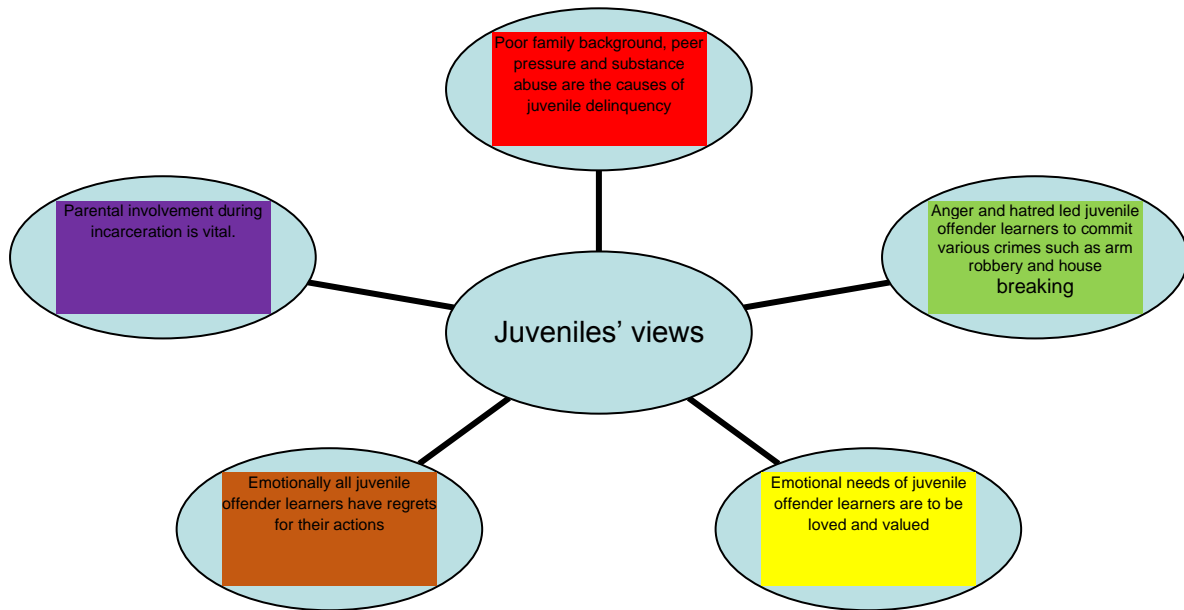 Poor family background, peer
pressure and substance
abuse are the causes of
juvenile delinquency
Parental involvement during
incarceration is vital.
Anger and hatred led juvenile
offender learners to commit
various crimes such as arm
robbery and house
breaking
Juveniles’ views
Emotionally all juvenile
offender learners have regrets
for their actions
Emotional needs of juvenile
offender learners are to be
loved and valued